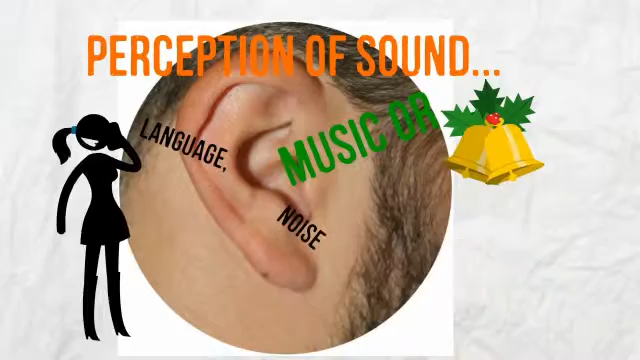 PERCEPTION OF SOUND...
LANGUAGE,
MUSIC OR
NOISE